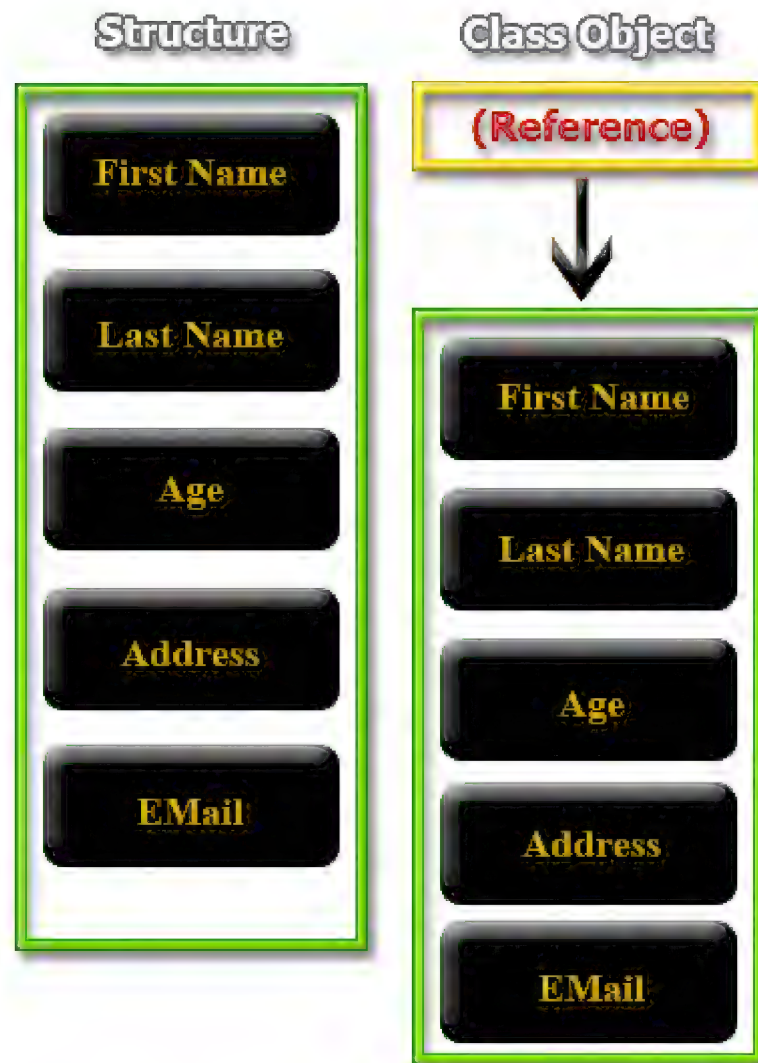 Structure
First Name
Last Name
Age
Address
EMail
Class Object
(Reference)
First Name
Last Name
Age
Address
EMail